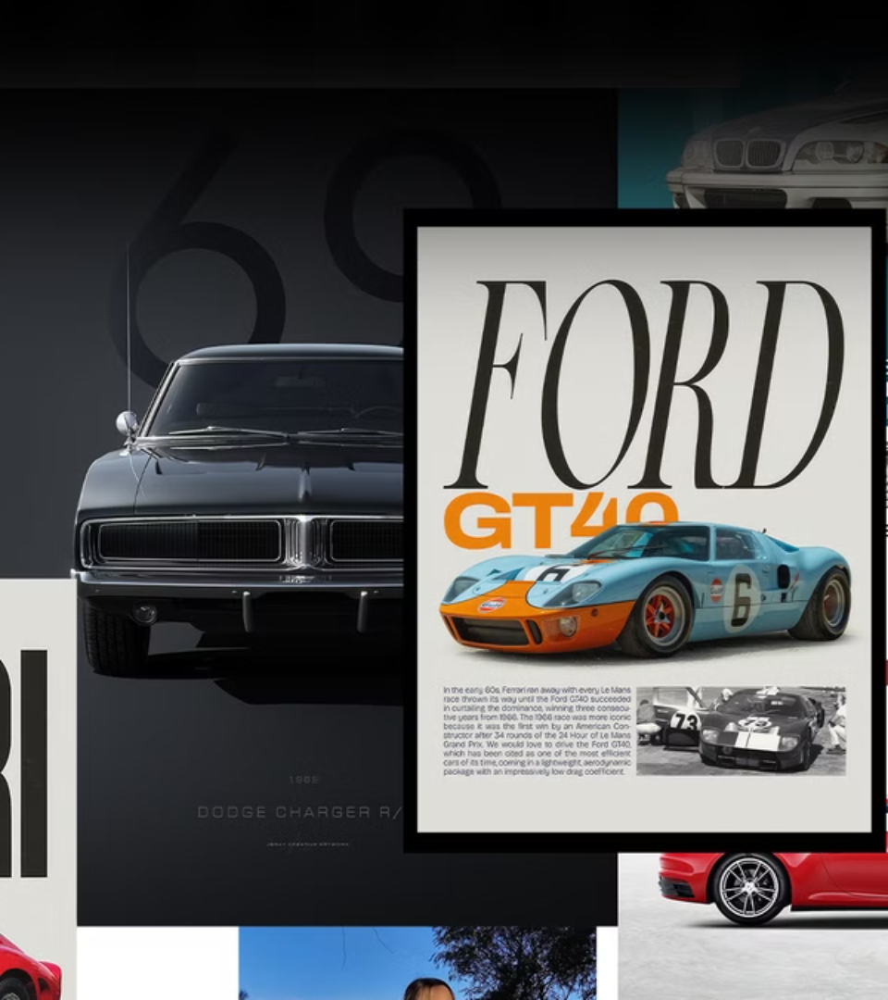 69
FORD
GT40
6
6
In the early 60s, Ferrari ran away with every Le Mans
race thrown its way until the Ford GT40 succeeded
in curtailing the dominance, winning three consecu-
tive years from 1966. The 1966 race was more iconic
because it was the first win by an American Con-
structor after 34 rounds of the 24 Hour of Le Mans
Grand Prix. We would love to drive the Ford GT40,
which has been cited as one of the most efficient
cars of its time, coming in a lightweight, aerodynamic
package with an impressively low drag coefficient.
73
RI
1969
DODGE CHARGER R/